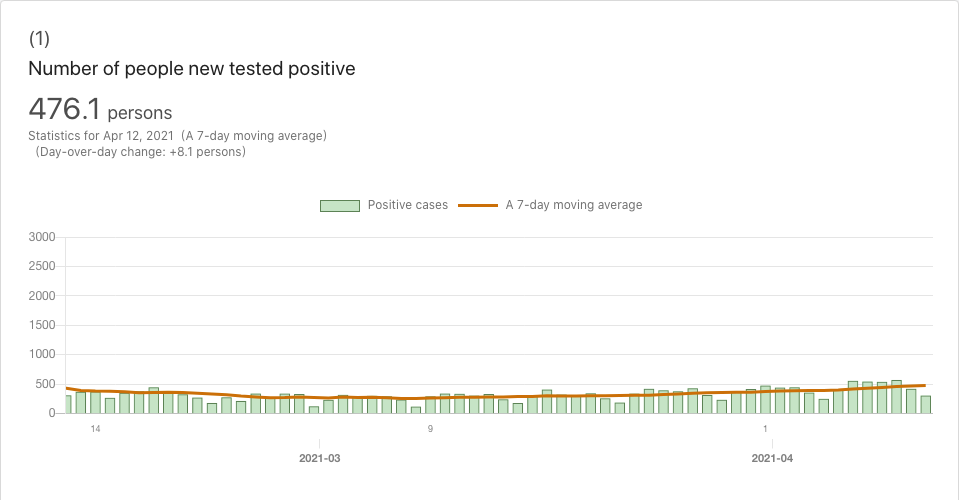 (1)
Number of people new tested positive
476.1 persons
Statistics for Apr 12, 2021 (A 7-day moving average)
(Day-over-day change: +8.1 persons)
Positive cases A 7-day moving average
3000
2500
2000
1500
1000
500
0
14 9 1
2021-03 2021-04